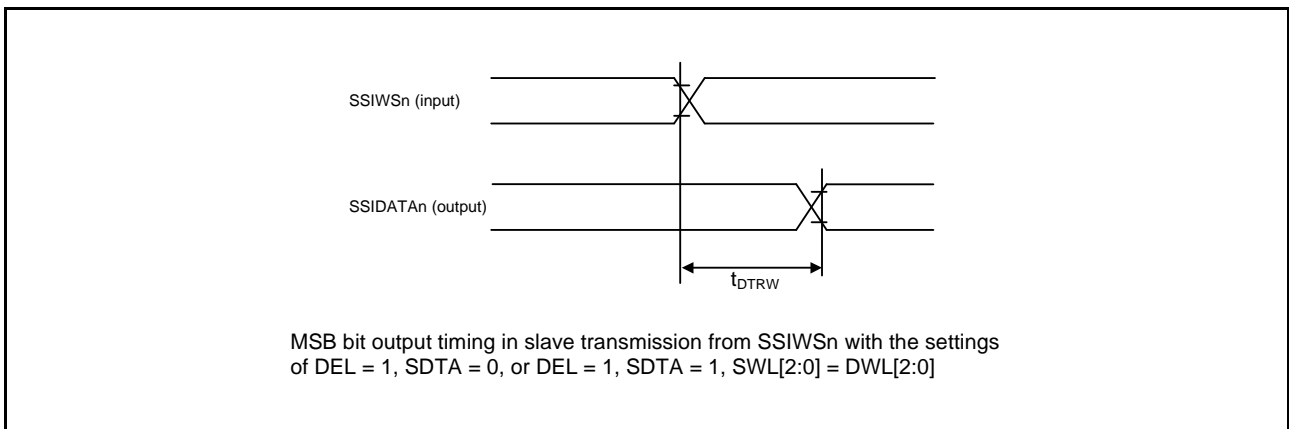 SSIWSn (input)
SSIDATAn (output)
tDTRW
MSB bit output timing in slave transmission from SSIWSn with the settings
of DEL = 1, SDTA = 0, or DEL = 1, SDTA = 1, SWL[2:0] = DWL[2:0]